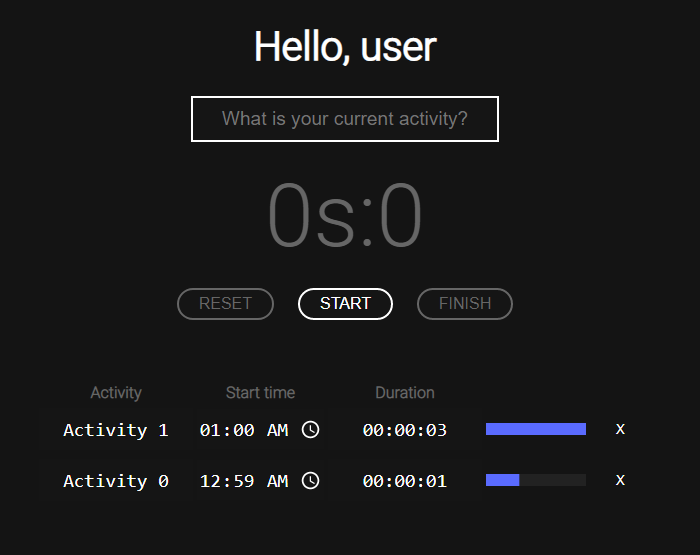 Hello, user
What is your current activity?
0s:0
RESET START FINISH
Activity Start time Duration
Activity 1 01:00 AM 00:00:03 x
Activity 0 12:59 AM 00:00:01 x